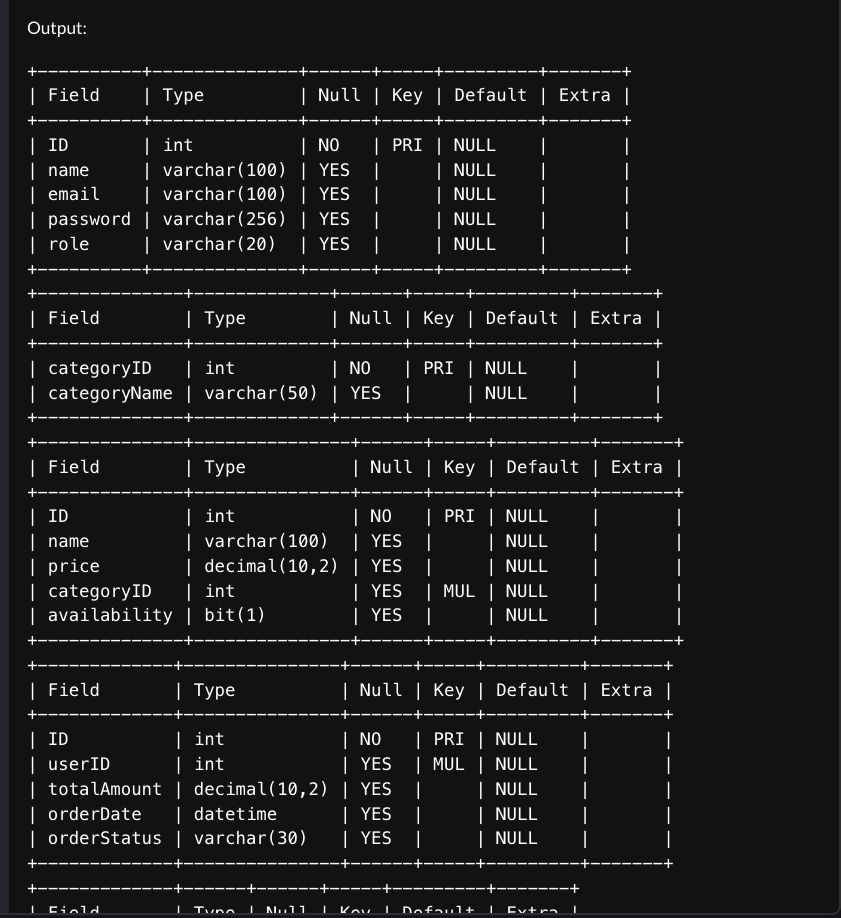 Output:
+----------+--------------+------+-----+---------+-------+
| Field    | Type         | Null | Key | Default | Extra |
+----------+--------------+------+-----+---------+-------+
| ID       | int          | NO   | PRI | NULL    |       |
| name     | varchar(100) | YES  |     | NULL    |       |
| email    | varchar(100) | YES  |     | NULL    |       |
| password | varchar(256) | YES  |     | NULL    |       |
| role     | varchar(20)  | YES  |     | NULL    |       |
+----------+--------------+------+-----+---------+-------+
+--------------+-------------+------+-----+---------+-------+
| Field        | Type        | Null | Key | Default | Extra |
+--------------+-------------+------+-----+---------+-------+
| categoryID   | int         | NO   | PRI | NULL    |       |
| categoryName | varchar(50) | YES  |     | NULL    |       |
+--------------+-------------+------+-----+---------+-------+
+--------------+---------------+------+-----+---------+-------+
| Field        | Type          | Null | Key | Default | Extra |
+--------------+---------------+------+-----+---------+-------+
| ID           | int           | NO   | PRI | NULL    |       |
| name         | varchar(100)  | YES  |     | NULL    |       |
| price        | decimal(10,2) | YES  |     | NULL    |       |
| categoryID   | int           | YES  | MUL | NULL    |       |
| availability | bit(1)        | YES  |     | NULL    |       |
+--------------+---------------+------+-----+---------+-------+
+-------------+---------------+------+-----+---------+-------+
| Field       | Type          | Null | Key | Default | Extra |
+-------------+---------------+------+-----+---------+-------+
| ID          | int           | NO   | PRI | NULL    |       |
| userID      | int           | YES  | MUL | NULL    |       |
| totalAmount | decimal(10,2) | YES  |     | NULL    |       |
| orderDate   | datetime      | YES  |     | NULL    |       |
| orderStatus | varchar(30)   | YES  |     | NULL    |       |
+-------------+---------------+------+-----+---------+-------+
+-------------+------+------+-----+---------+-------+
| Field       | Type | Null | Key | Default | Extra |